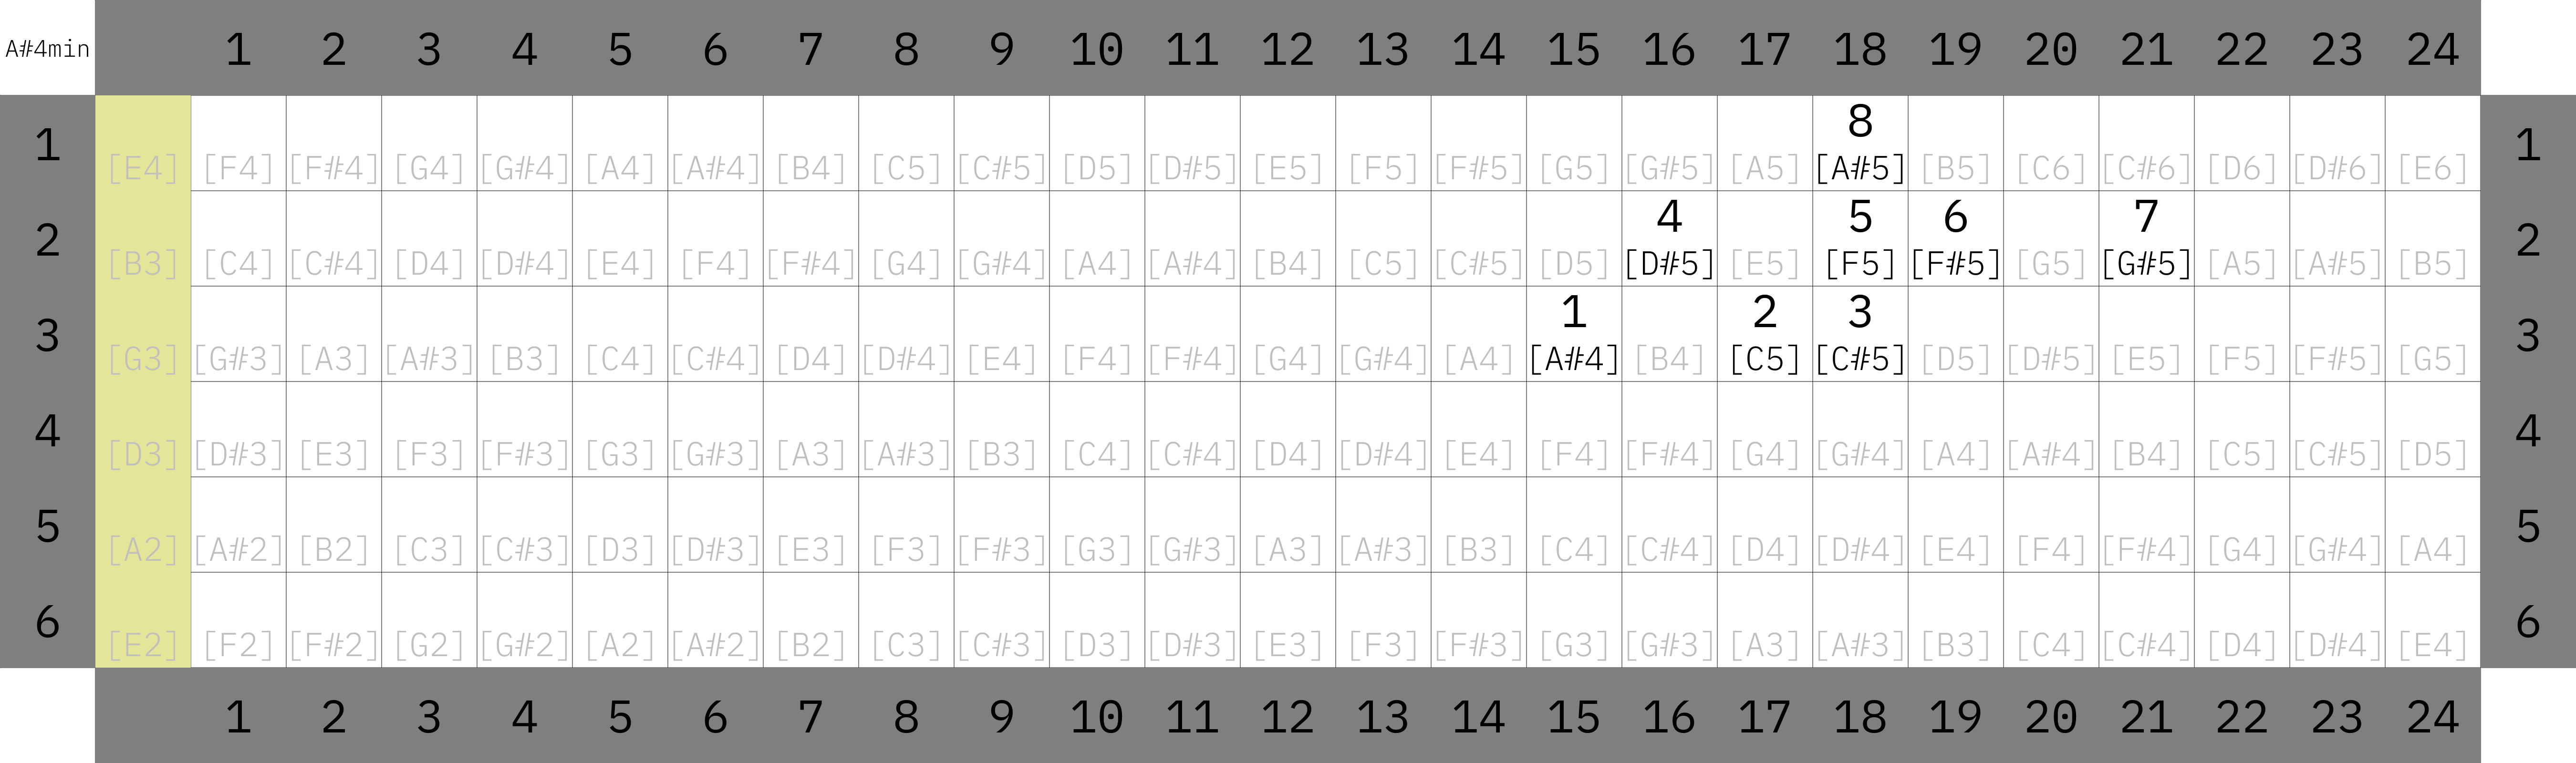 A#4min 1 2 3 4 5 6 7 8 9 10 11 12 13 14 15 16 17 18 19 20 21 22 23 24
8
1 [E4] [F4] [F#4] [G4] [G#4] [A4] [A#4] [B4] [C5] [C#5] [D5] [D#5] [E5] [F5] [F#5] [G5] [G#5] [A5] [A#5] [B5] [C6] [C#6] [D6] [D#6] [E6] 1
4 5 6 7
2 [B3] [C4] [C#4] [D4] [D#4] [E4] [F4] [F#4] [G4] [G#4] [A4] [A#4] [B4] [C5] [C#5] [D5] [D#5] [E5] [F5] [F#5] [G5] [G#5] [A5] [A#5] [B5] 2
1 2 3
3 [G3] [G#3] [A3] [A#3] [B3] [C4] [C#4] [D4] [D#4] [E4] [F4] [F#4] [G4] [G#4] [A4] [A#4] [B4] [C5] [C#5] [D5] [D#5] [E5] [F5] [F#5] [G5] 3
4 [D3] [D#3] [E3] [F3] [F#3] [G3] [G#3] [A3] [A#3] [B3] [C4] [C#4] [D4] [D#4] [E4] [F4] [F#4] [G4] [G#4] [A4] [A#4] [B4] [C5] [C#5] [D5] 4
5 [A2] [A#2] [B2] [C3] [C#3] [D3] [D#3] [E3] [F3] [F#3] [G3] [G#3] [A3] [A#3] [B3] [C4] [C#4] [D4] [D#4] [E4] [F4] [F#4] [G4] [G#4] [A4] 5
6 [E2] [F2] [F#2] [G2] [G#2] [A2] [A#2] [B2] [C3] [C#3] [D3] [D#3] [E3] [F3] [F#3] [G3] [G#3] [A3] [A#3] [B3] [C4] [C#4] [D4] [D#4] [E4] 6
1 2 3 4 5 6 7 8 9 10 11 12 13 14 15 16 17 18 19 20 21 22 23 24